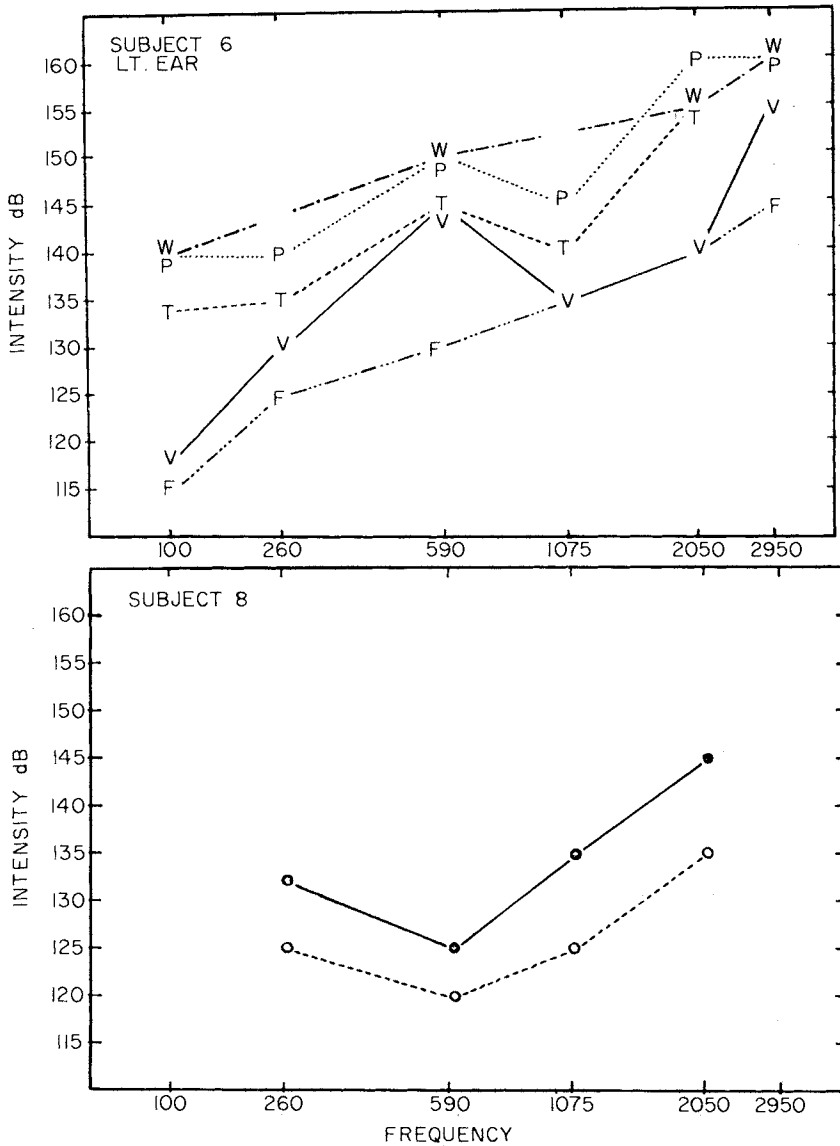 SUBJECT 6
LT. EAR
INTENSITY dB
160
155
150
145
140
135
130
125
120
115
W P P W P W P T W P
T T T V T V
V V V
F F F F
100 260 590 1075 2050 2950
SUBJECT 8
INTENSITY dB
160
155
150
145
140
135
130
125
120
115
100 260 590 1075 2050 2950
FREQUENCY